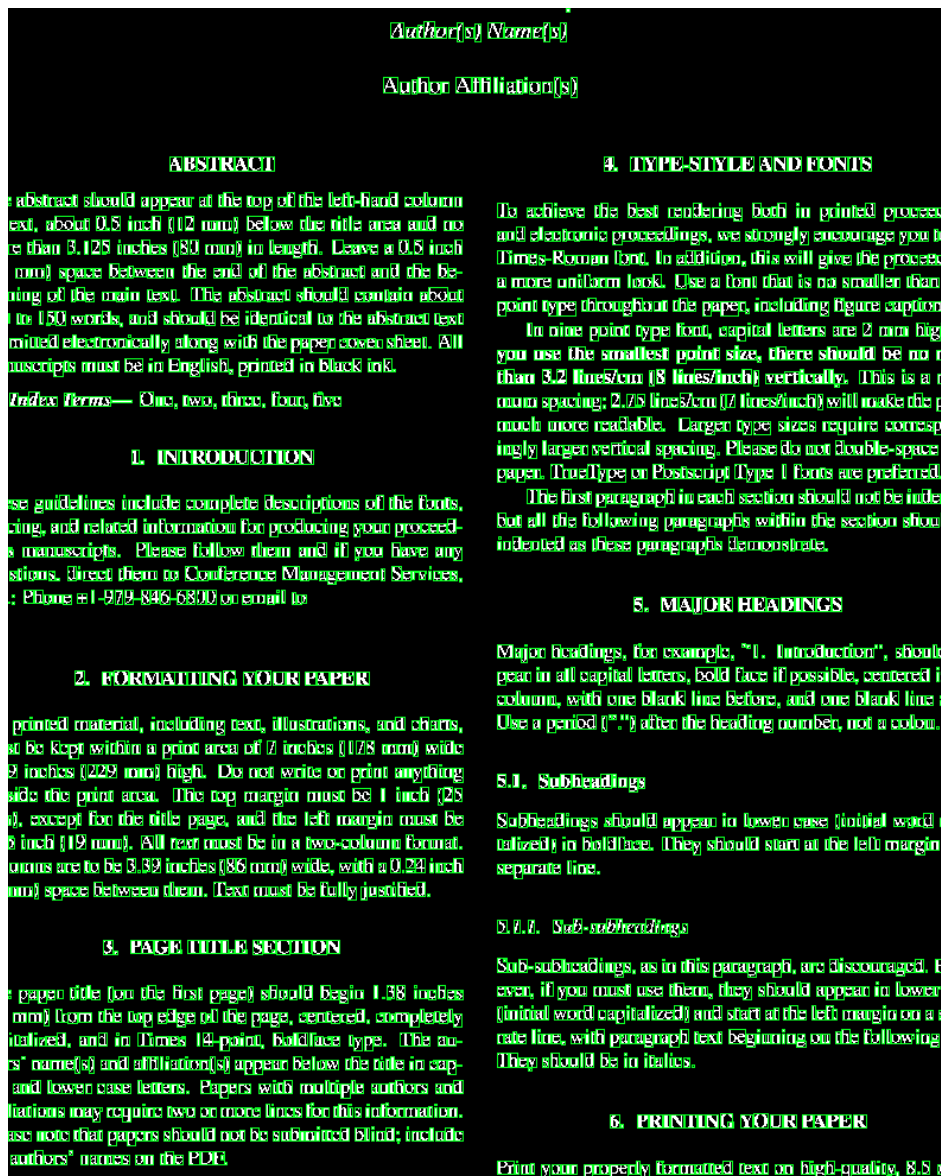 Author(s) Name(s)
Author Affiliation(s)
ABSTRACT
abstract should appear at the top of the left-hand column
ext, about 0.5 inch (12 mm) below the title area and no
re than 3.125 inches (80 mm) in length. Leave a 0.5 inch
mm) space between the end of the abstract and the be-
ning of the main text. The abstract should contain about
to 150 words, and should be identical to the abstract text
mitted electronically along with the paper cover sheet. All
nuscripts must be in English, printed in black ink.
Index Terms— One, two, three, four, five
1. INTRODUCTION
se guidelines include complete descriptions of the fonts,
cing, and related information for producing your proceed-
s manuscripts. Please follow them and if you have any
stions, direct them to Conference Management Services,
.: Phone +1-979-846-6800 or email to
2. FORMATTING YOUR PAPER
printed material, including text, illustrations, and charts,
st be kept within a print area of 7 inches (178 mm) wide
9 inches (229 mm) high. Do not write or print anything
side the print area. The top margin must be 1 inch (25
), except for the title page, and the left margin must be
5 inch (19 mm). All text must be in a two-column format.
umns are to be 3.39 inches (86 mm) wide, with a 0.24 inch
mm) space between them. Text must be fully justified.
3. PAGE TITLE SECTION
paper title (on the first page) should begin 1.38 inches
mm) from the top edge of the page, centered, completely
italized, and in Times 14-point, boldface type. The au-
rs' name(s) and affiliation(s) appear below the title in cap-
and lower case letters. Papers with multiple authors and
liations may require two or more lines for this information.
ase note that papers should not be submitted blind; include
authors' names on the PDF.
4. TYPE-STYLE AND FONTS
To achieve the best rendering both in printed proceed
and electronic proceedings, we strongly encourage you to
Times-Roman font. In addition, this will give the proceed
a more uniform look. Use a font that is no smaller than
point type throughout the paper, including figure caption
In nine point type font, capital letters are 2 mm hig
you use the smallest point size, there should be no m
than 3.2 lines/cm (8 lines/inch) vertically. This is a m
mum spacing; 2.75 lines/cm (7 lines/inch) will make the p
much more readable. Larger type sizes require corresp
ingly larger vertical spacing. Please do not double-space
paper. TrueType or Postscript Type 1 fonts are preferred.
The first paragraph in each section should not be inde
but all the following paragraphs within the section shou
indented as these paragraphs demonstrate.
5. MAJOR HEADINGS
Major headings, for example, "1. Introduction", shoul
pear in all capital letters, bold face if possible, centered i
column, with one blank line before, and one blank line
Use a period (".") after the heading number, not a colon.
5.1. Subheadings
Subheadings should appear in lower case (initial word
talized) in boldface. They should start at the left margin
separate line.
5.1.1. Sub-subheadings
Sub-subheadings, as in this paragraph, are discouraged. H
ever, if you must use them, they should appear in lower
(initial word capitalized) and start at the left margin on a s
rate line, with paragraph text beginning on the following
They should be in italics.
6. PRINTING YOUR PAPER
Print your properly formatted text on high-quality, 8.5